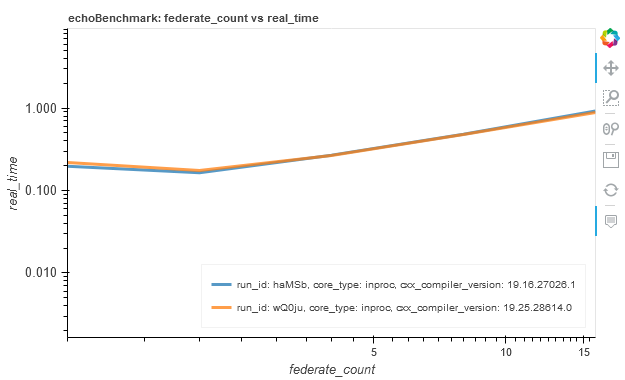 echoBenchmark: federate_count vs real_time
1.000
0.100
0.010
real_time
run_id: haMSb, core_type: inproc, cxx_compiler_version: 19.16.27026.1
run_id: wQ0ju, core_type: inproc, cxx_compiler_version: 19.25.28614.0
5
10
15
federate_count